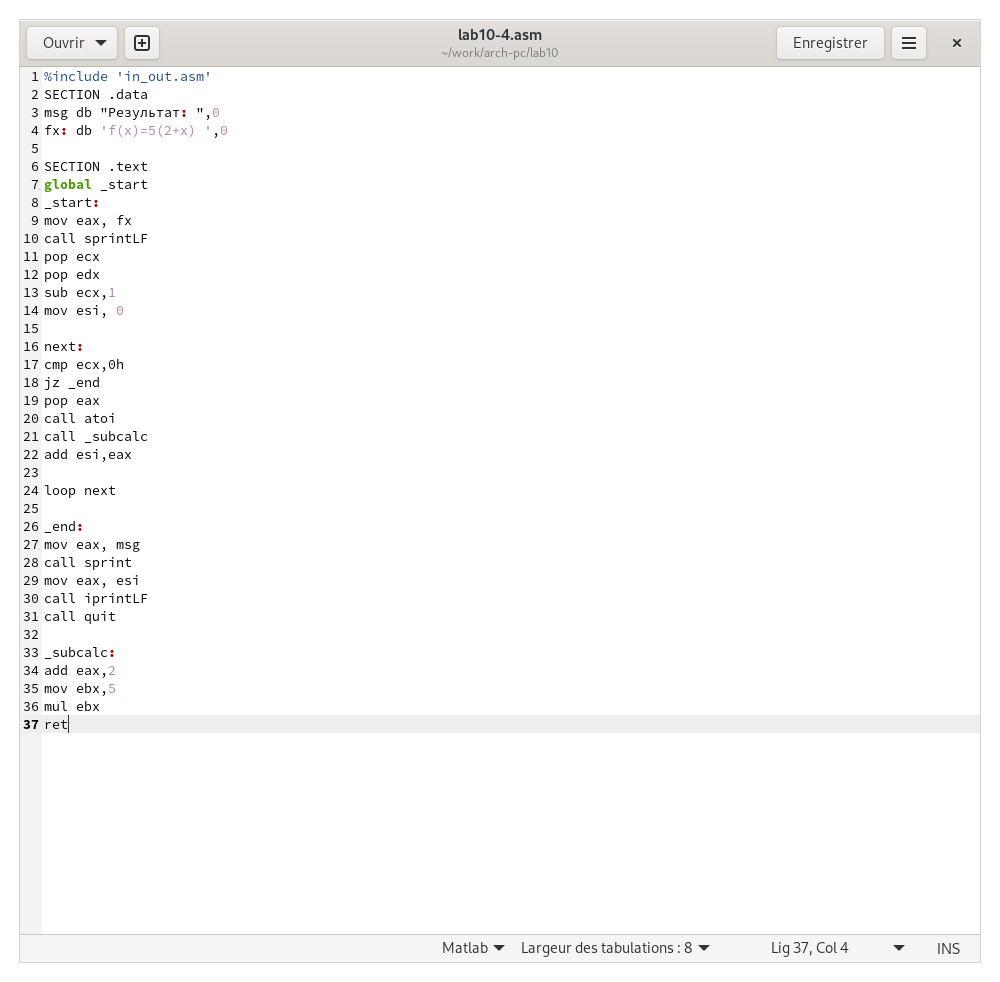 Ouvrir
lab10-4.asm
~/work/arch-pc/lab10
Enregistrer
1 %include 'in_out.asm'
2 SECTION .data
3 msg db "Результат: ",0
4 fx: db 'f(x)=5(2+x) ',0
5
6 SECTION .text
7 global _start
8 _start:
9 mov eax, fx
10 call sprintLF
11 pop ecx
12 pop edx
13 sub ecx,1
14 mov esi, 0
15
16 next:
17 cmp ecx,0h
18 jz _end
19 pop eax
20 call atoi
21 call _subcalc
22 add esi,eax
23
24 loop next
25
26 _end:
27 mov eax, msg
28 call sprint
29 mov eax, esi
30 call iprintLF
31 call quit
32
33 _subcalc:
34 add eax,2
35 mov ebx,5
36 mul ebx
37 ret
Matlab Largeur des tabulations : 8 Lig 37, Col 4 INS